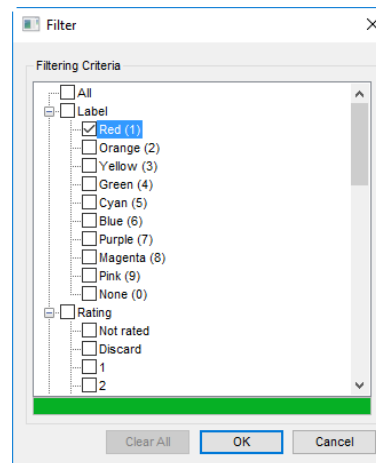 Filter
Filtering Criteria
All
Label
Red (1)
Orange (2)
Yellow (3)
Green (4)
Cyan (5)
Blue (6)
Purple (7)
Magenta (8)
Pink (9)
None (0)
Rating
Not rated
Discard
1
2
Clear All OK Cancel